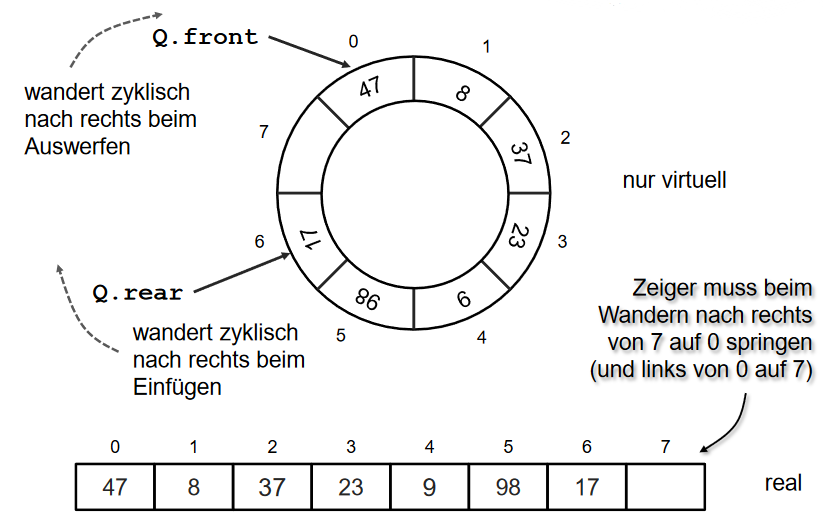 Q.front
0
1
wandert zyklisch
nach rechts beim
Auswerfen
47
8
7
2
37
nur virtuell
6
17
23
3
Q.rear
98
9
Zeiger muss beim
Wandern nach rechts
von 7 auf 0 springen
(und links von 0 auf 7)
wandert zyklisch
nach rechts beim
Einfügen
5
4
0 1 2 3 4 5 6 7
47 8 37 23 9 98 17
real